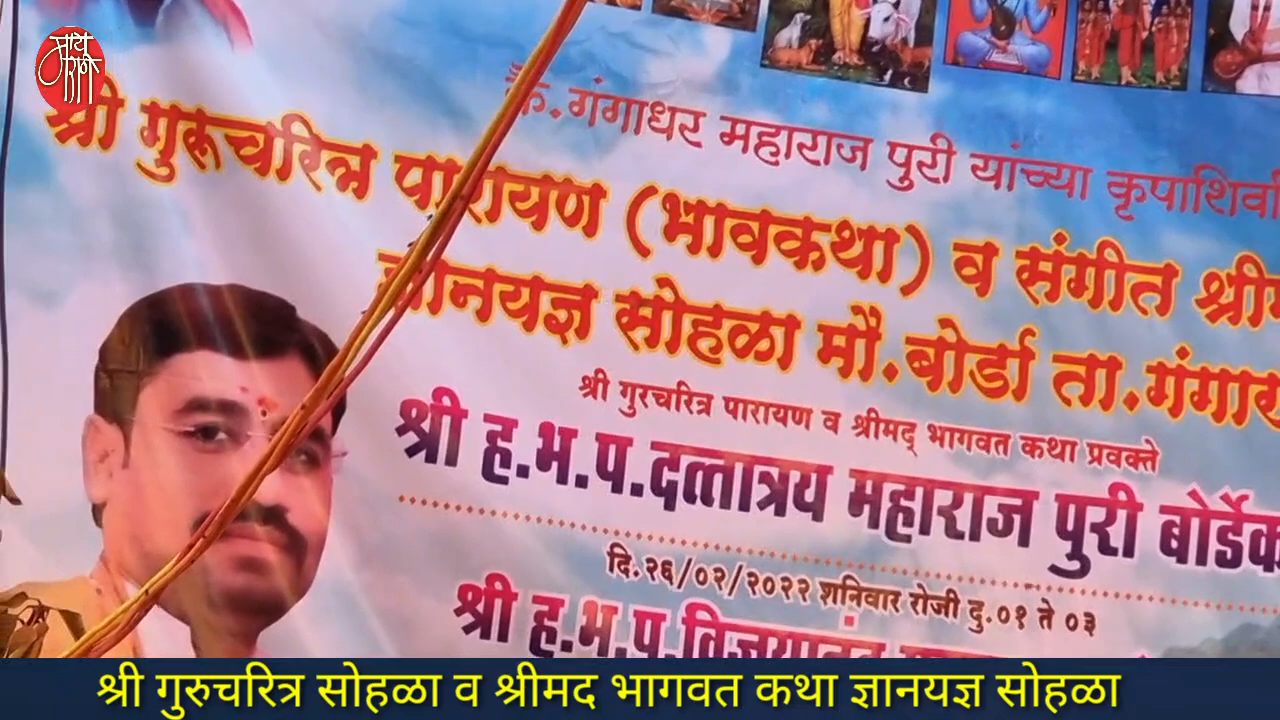 साय
गणेश
कै.गंगाधर महाराज पुरी यांच्या
श्री गुरूचरित्र पारायण (भावकथा) व संगीत
ज्ञानयज्ञ सोहळा मौ.बोर्डा ता.
श्री गुरचरित्र पारायण व श्रीमद् भागवत कथा प्रवक्ते
श्री ह.भ.प.दत्तात्रय महाराज पुरी
दि.२६/०२/२०२२ शनिवार रोजी दु.०१ ते ०३
श्री ह.भ.प.
श्री गुरुचरित्र सोहळा व श्रीमद भागवत कथा ज्ञानयज्ञ सोहळा